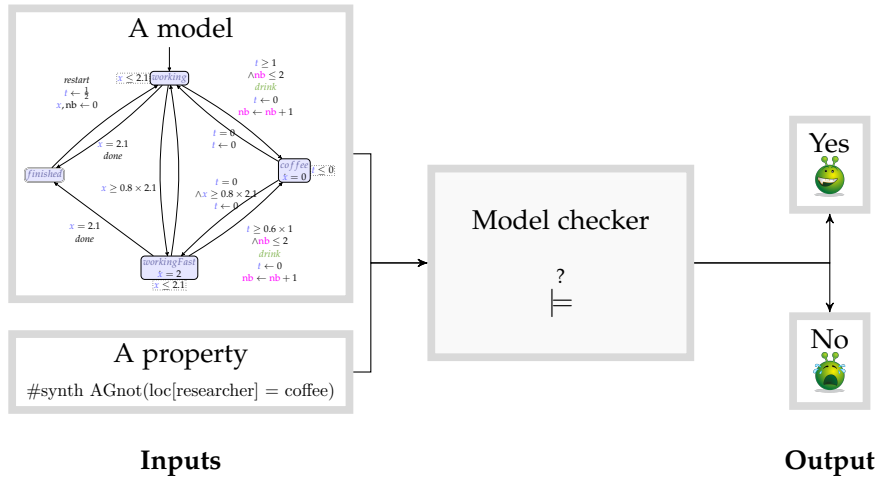 A model
restart
t ← 1/2
x, nb ← 0
x ≤ 2.1
working
t ≥ 1
∧nb ≤ 2
drink
t ← 0
nb ← nb + 1
x = 2.1
done
t = 0
t ← 0
finished
coffee
ẋ = 0
t ≤ 0
x ≥ 0.8 × 2.1
t = 0
∧x ≥ 0.8 × 2.1
t ← 0
x = 2.1
done
t ≥ 0.6 × 1
∧nb ≤ 2
drink
t ← 0
nb ← nb + 1
workingFast
ẋ = 2
x ≤ 2.1
A property
#synth AGnot(loc[researcher] = coffee)
Inputs
Model checker
?
⊨
Yes
No
Output